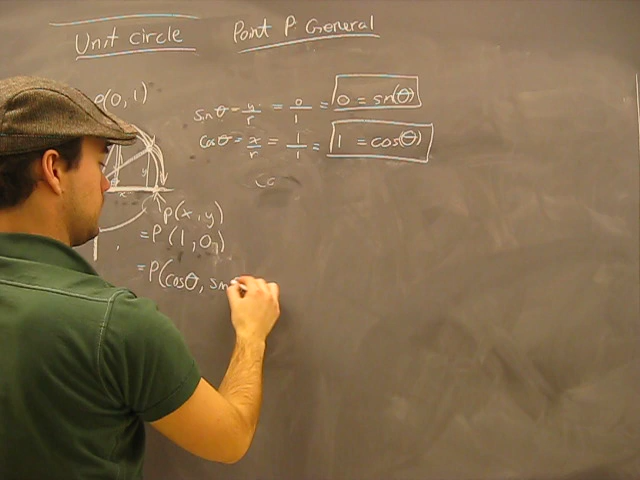 Unit circle
Point P General
P(0,1)
sinθ = y/r = 0/1 = 0 = sin(θ)
cosθ = x/r = 1/1 = 1 = cos(θ)
y
x
P(x,y)
= P(1,0)
= P(cosθ, sin